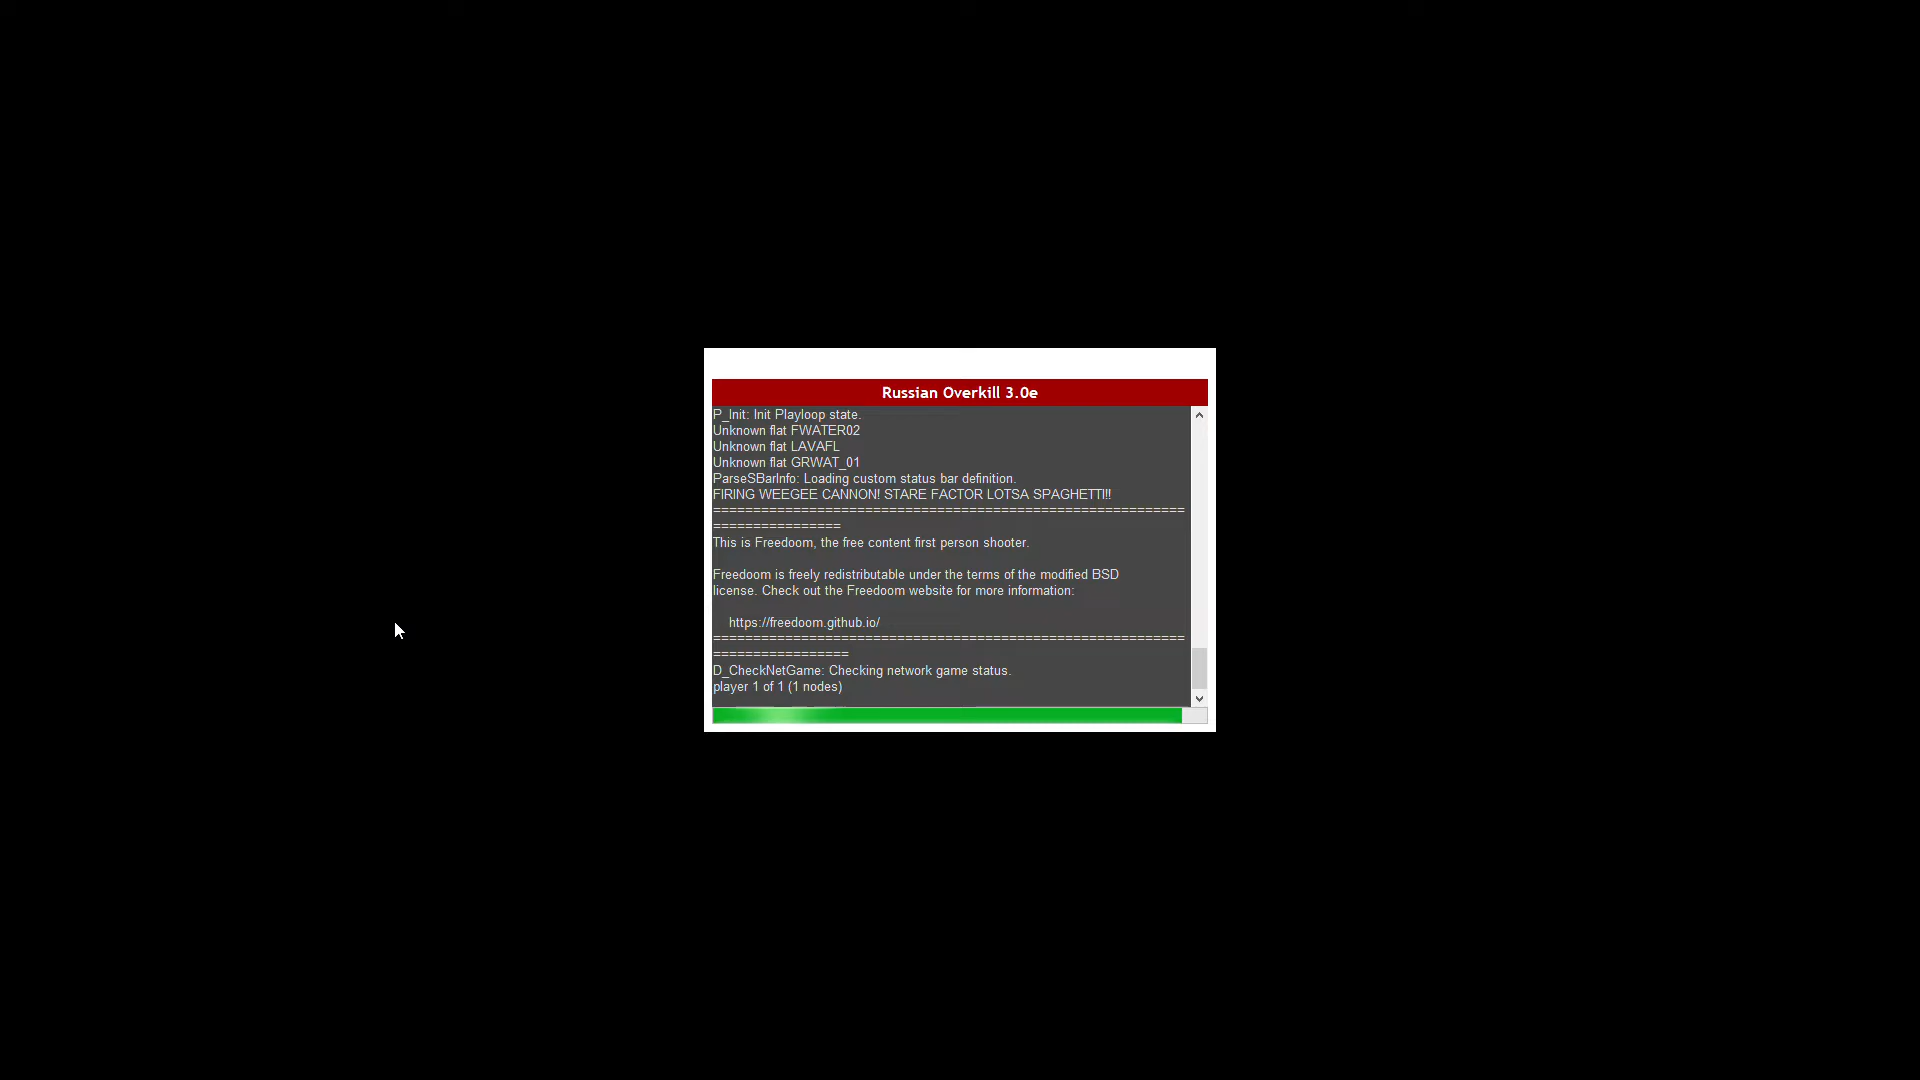 Russian Overkill 3.0e
P_Init: Init Playloop state.
Unknown flat FWATER02
Unknown flat LAVAFL
Unknown flat GRWAT_01
ParseSBarInfo: Loading custom status bar definition.
FIRING WEEGEE CANNON! STARE FACTOR LOTSA SPAGHETTI!!
===========================================================
================
This is Freedoom, the free content first person shooter.
Freedoom is freely redistributable under the terms of the modified BSD
license. Check out the Freedoom website for more information:
https://freedoom.github.io/
===========================================================
=================
D_CheckNetGame: Checking network game status.
player 1 of 1 (1 nodes)